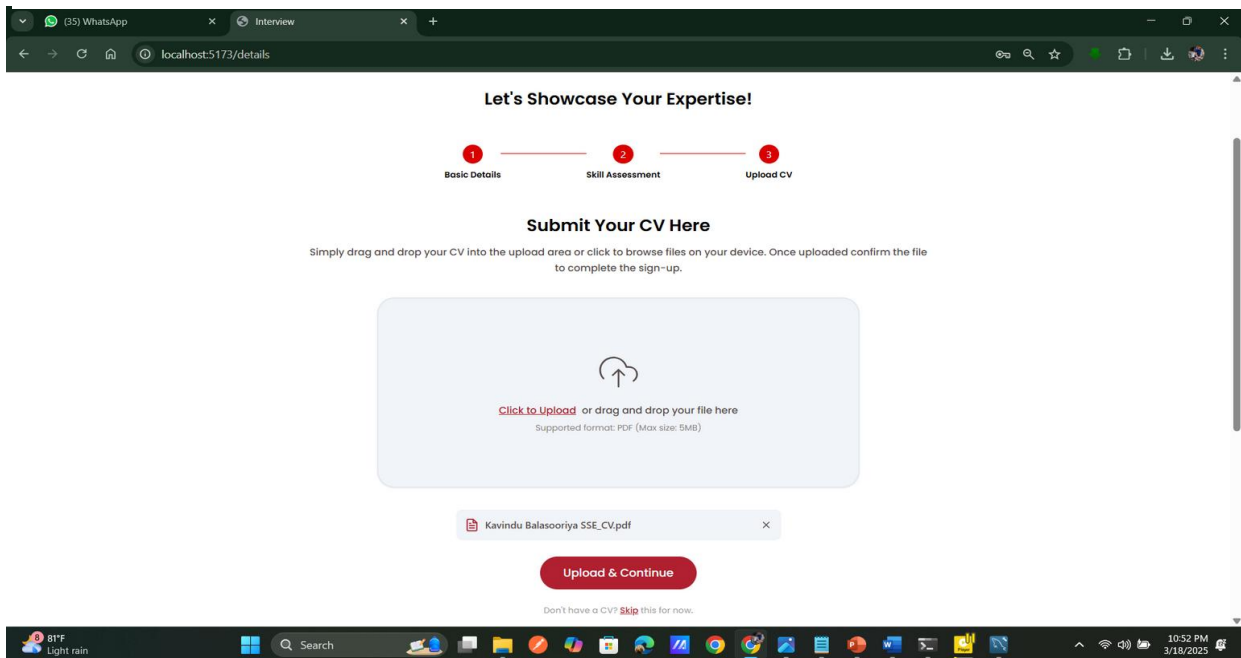 (35) WhatsApp
Interview
localhost:5173/details
Let's Showcase Your Expertise!
1
2
3
Basic Details
Skill Assessment
Upload CV
Submit Your CV Here
Simply drag and drop your CV into the upload area or click to browse files on your device. Once uploaded confirm the file
to complete the sign-up.
Click to Upload or drag and drop your file here
Supported format: PDF (Max size: 5MB)
Kavindu Balasooriya SSE_CV.pdf
Upload & Continue
Don't have a CV? Skip this for now.
8
81°F
Light rain
Search
10:52 PM
3/18/2025